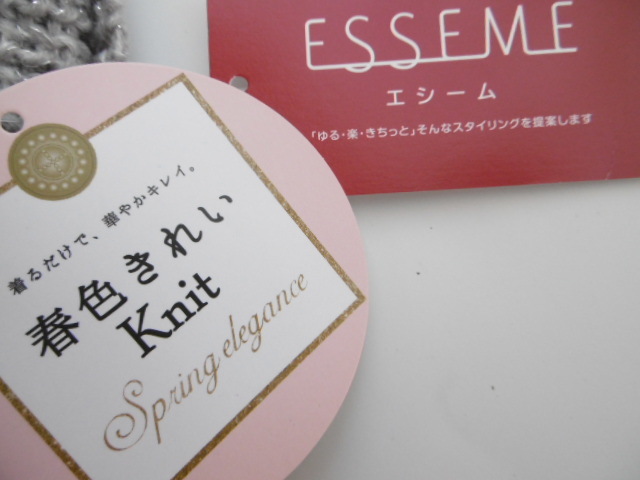 ESSEME
エシーム
「ゆる・楽・きちっと」そんなスタイリングを提案します
着るだけで、華やかキレイ。
春色きれい
Knit
Spring elegance